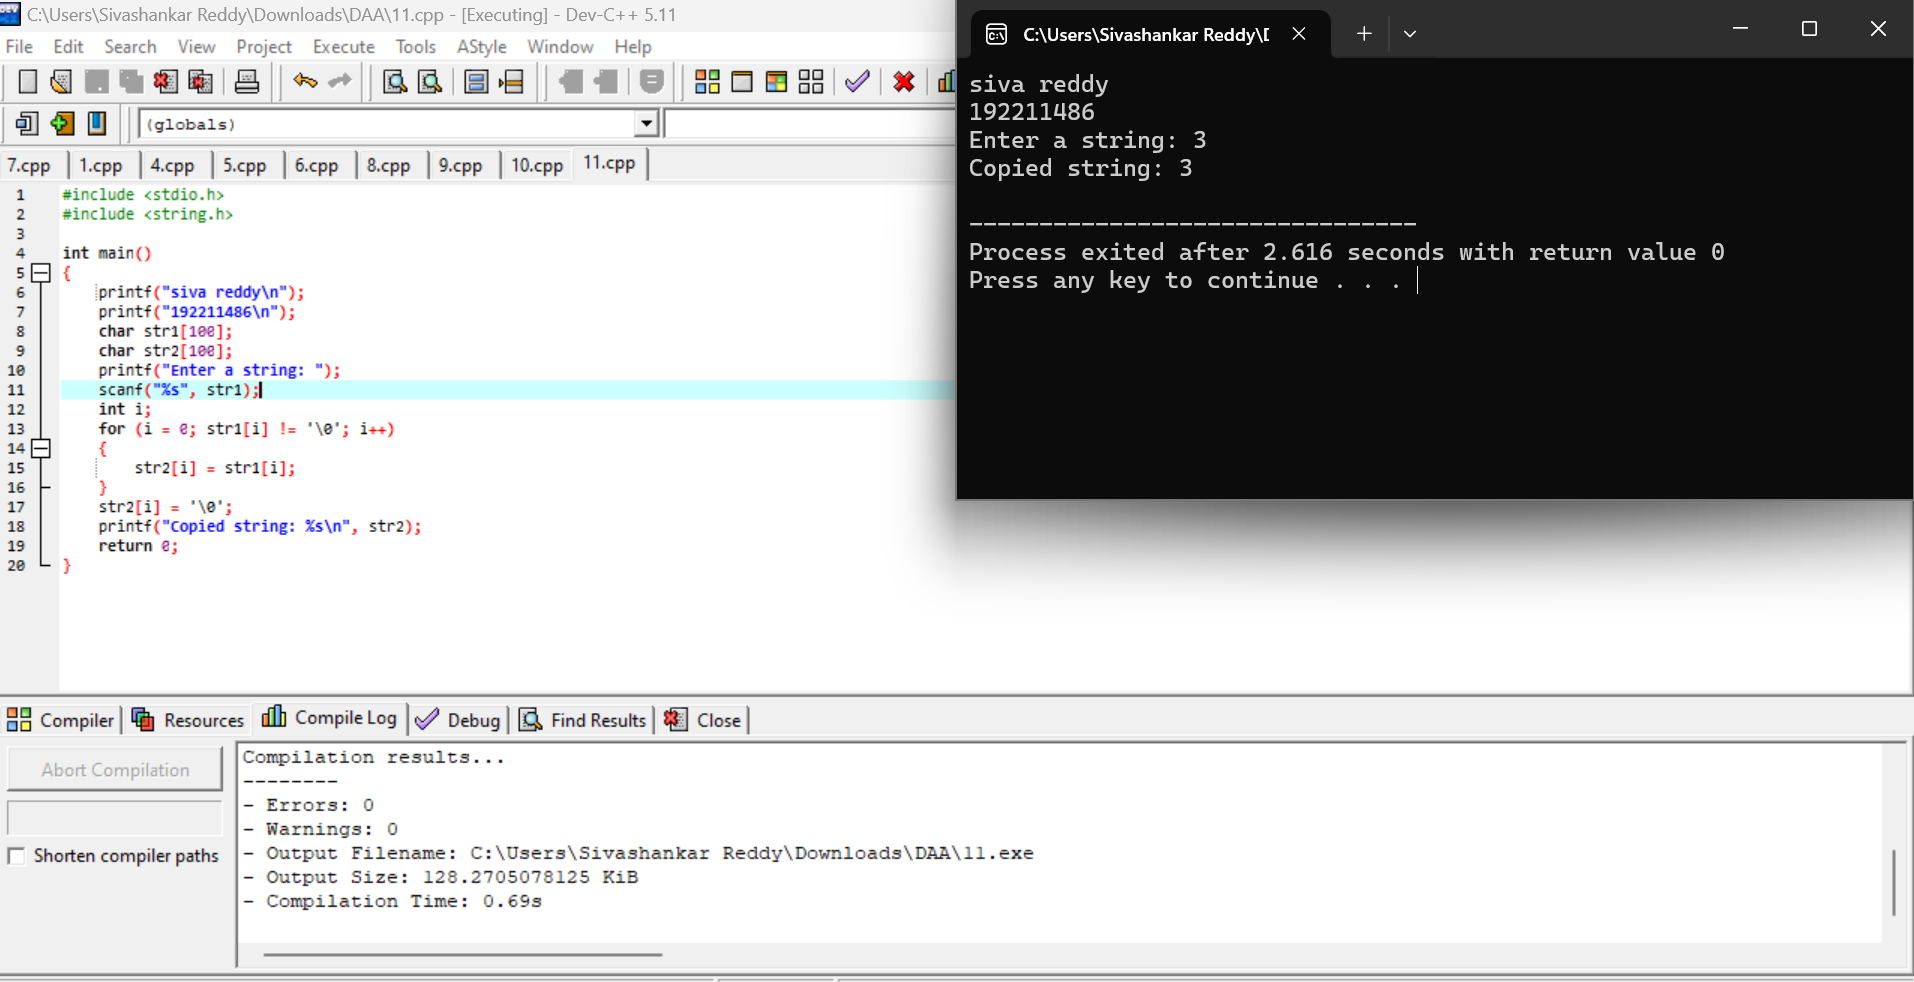 C:\Users\Sivashankar Reddy\Downloads\DAA\11.cpp - [Executing] - Dev-C++ 5.11
File Edit Search View Project Execute Tools AStyle Window Help
(globals)
7.cpp 1.cpp 4.cpp 5.cpp 6.cpp 8.cpp 9.cpp 10.cpp 11.cpp
1 #include <stdio.h>
2 #include <string.h>
3
4 int main()
5 {
6 printf("siva reddy\n");
7 printf("192211486\n");
8 char str1[100];
9 char str2[100];
10 printf("Enter a string: ");
11 scanf("%s", str1);
12 int i;
13 for (i = 0; str1[i] != '\0'; i++)
14 {
15 str2[i] = str1[i];
16 }
17 str2[i] = '\0';
18 printf("Copied string: %s\n", str2);
19 return 0;
20 }
C:\Users\Sivashankar Reddy\
siva reddy
192211486
Enter a string: 3
Copied string: 3
--------------------------------
Process exited after 2.616 seconds with return value 0
Press any key to continue . . .
Compiler Resources Compile Log Debug Find Results Close
Abort Compilation
Shorten compiler paths
Compilation results...
--------
- Errors: 0
- Warnings: 0
- Output Filename: C:\Users\Sivashankar Reddy\Downloads\DAA\11.exe
- Output Size: 128.2705078125 KiB
- Compilation Time: 0.69s